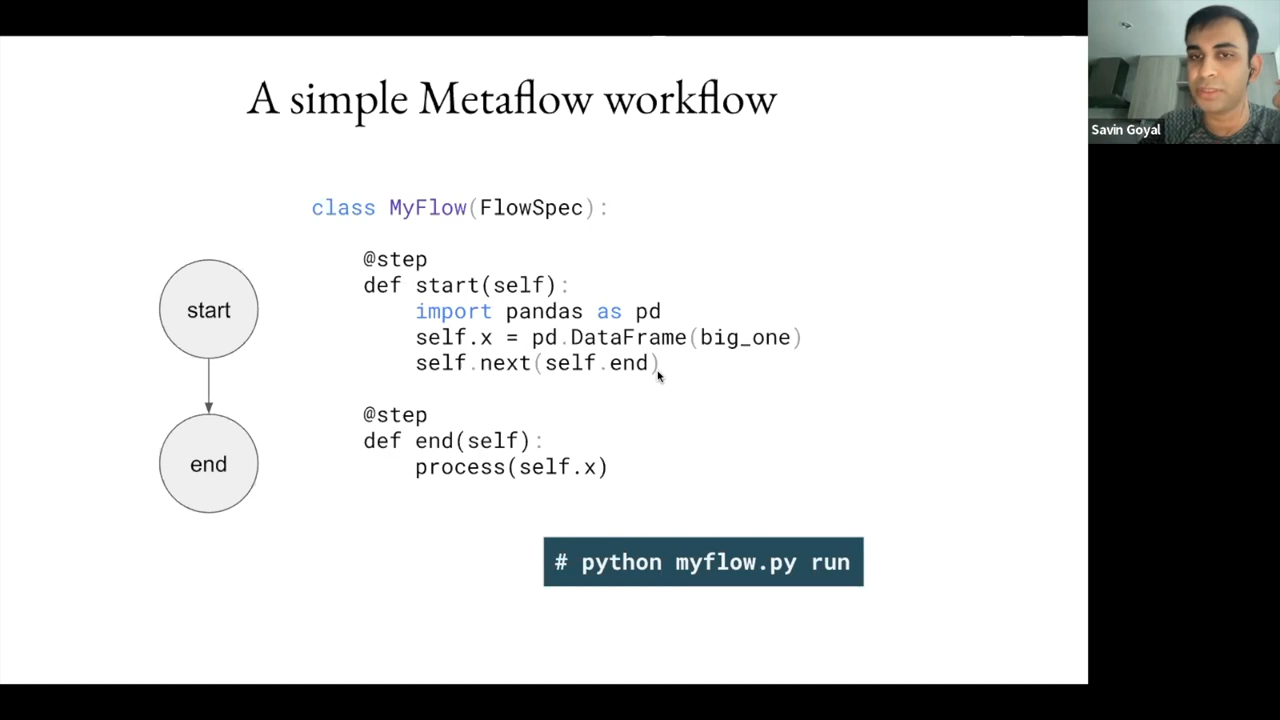 A simple Metaflow workflow
class MyFlow(FlowSpec):
@step
def start(self):
import pandas as pd
self.x = pd.DataFrame(big_one)
self.next(self.end)
@step
def end(self):
process(self.x)
start
end
# python myflow.py run
Savin Goyal